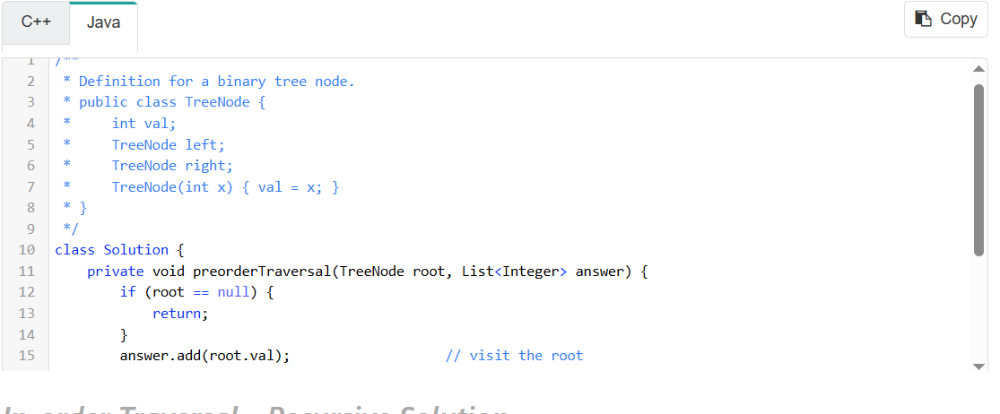 C++
Java
Copy
1 /**
2  * Definition for a binary tree node.
3  * public class TreeNode {
4  *     int val;
5  *     TreeNode left;
6  *     TreeNode right;
7  *     TreeNode(int x) { val = x; }
8  * }
9  */
10 class Solution {
11     private void preorderTraversal(TreeNode root, List<Integer> answer) {
12         if (root == null) {
13             return;
14         }
15         answer.add(root.val);                   // visit the root
In-order Traversal - Recursive Solution